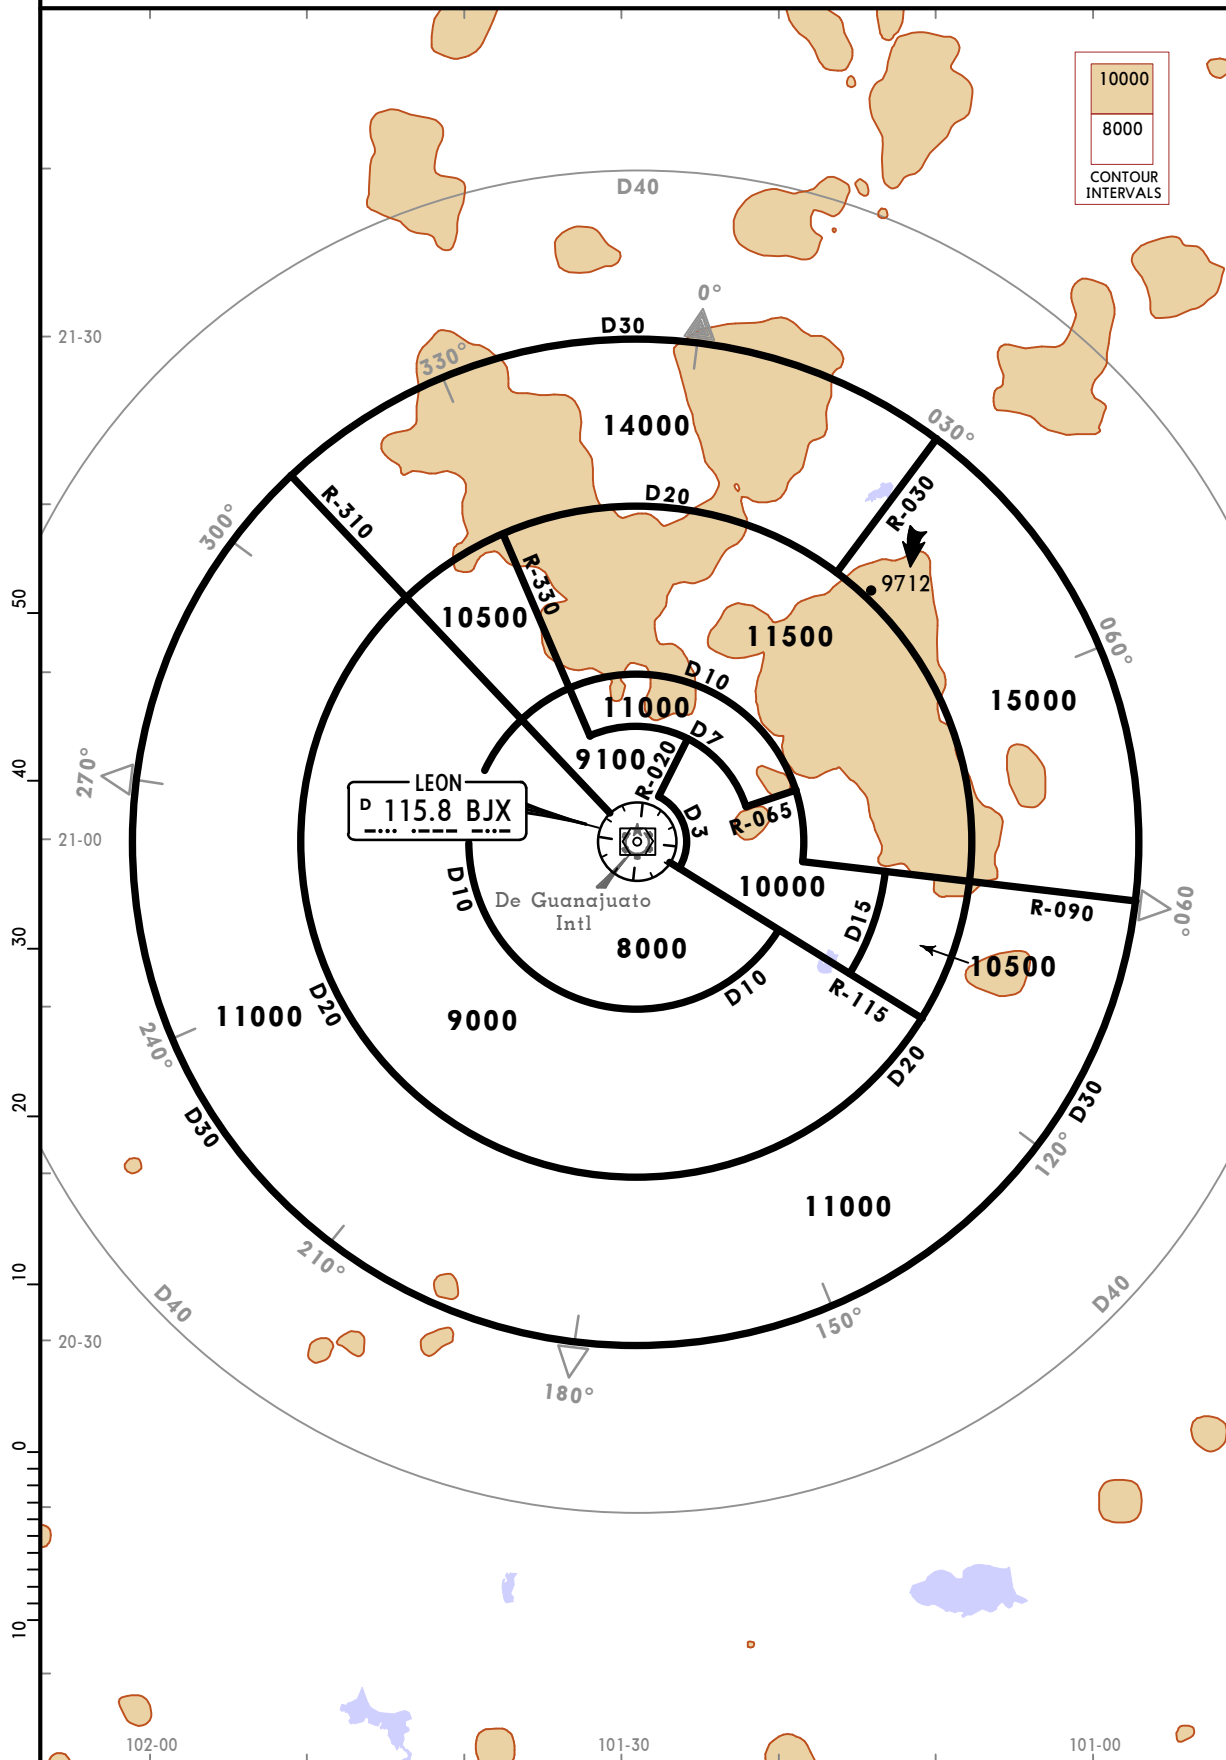 10000
8000
CONTOUR
INTERVALS
D40
0°
D30
21-30
330°
14000
030°
D20
R-310
R-030
300°
R-330
9712
50
10500
11500
060°
D10
15000
11000
D7
9100
R-020
270°
40
LEON
D 115.8 BJX
D3
R-065
21-00
10000
D10
De Guanajuato
Intl
R-090
090°
D15
30
8000
10500
D10
R-115
11000
D20
9000
240°
D20
20
D30
D30
120°
11000
210°
10
D40
D40
150°
20-30
180°
0
10
102-00
101-30
101-00